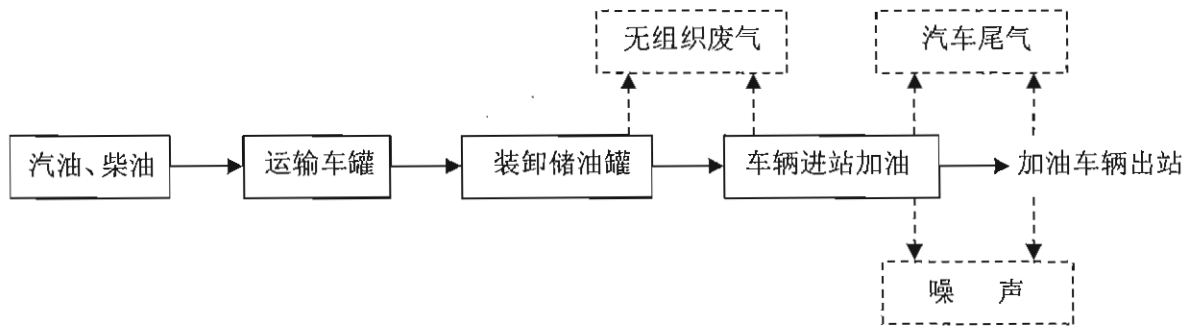 无组织废气
汽车尾气
汽油、柴油
运输车罐
装卸储油罐
车辆进站加油
加油车辆出站
噪 声